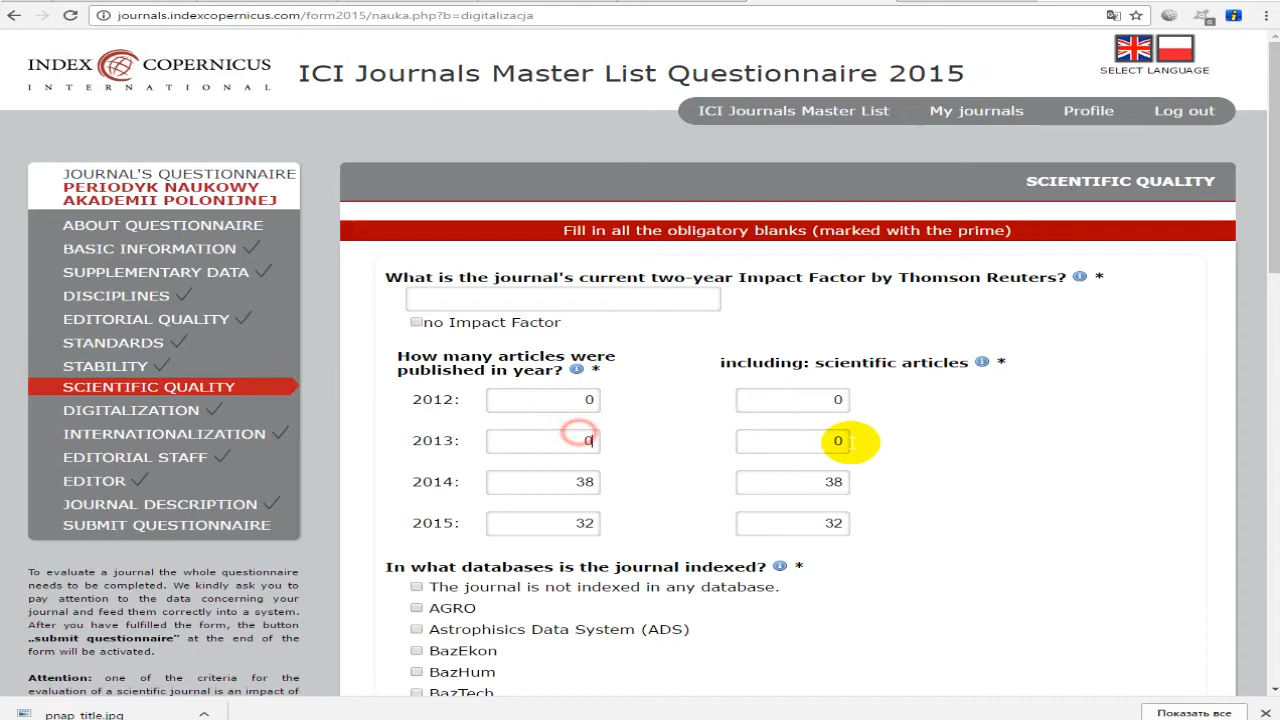 journals.indexcopernicus.com/form2015/nauka.php?b=digitalizacja
INDEX COPERNICUS
INTERNATIONAL
ICI Journals Master List Questionnaire 2015
SELECT LANGUAGE
ICI Journals Master List My journals Profile Log out
JOURNAL'S QUESTIONNAIRE
PERIODYK NAUKOWY
AKADEMII POLONIJNEJ
ABOUT QUESTIONNAIRE
BASIC INFORMATION
SUPPLEMENTARY DATA
DISCIPLINES
EDITORIAL QUALITY
STANDARDS
STABILITY
SCIENTIFIC QUALITY
DIGITALIZATION
INTERNATIONALIZATION
EDITORIAL STAFF
EDITOR
JOURNAL DESCRIPTION
SUBMIT QUESTIONNAIRE
To evaluate a journal the whole questionnaire
needs to be completed. We kindly ask you to
pay attention to the data concerning your
journal and feed them correctly into a system.
After you have fulfilled the form, the button
„submit questionnaire” at the end of the
form will be activated.
Attention: one of the criteria for the
evaluation of a scientific journal is an impact of
SCIENTIFIC QUALITY
Fill in all the obligatory blanks (marked with the prime)
What is the journal's current two-year Impact Factor by Thomson Reuters? *
no Impact Factor
How many articles were
published in year? *
including: scientific articles *
2012: 0 0
2013: 0 0
2014: 38 38
2015: 32 32
In what databases is the journal indexed? *
The journal is not indexed in any database.
AGRO
Astrophisics Data System (ADS)
BazEkon
BazHum
BazTech
pnap_title.jpg
Показать все